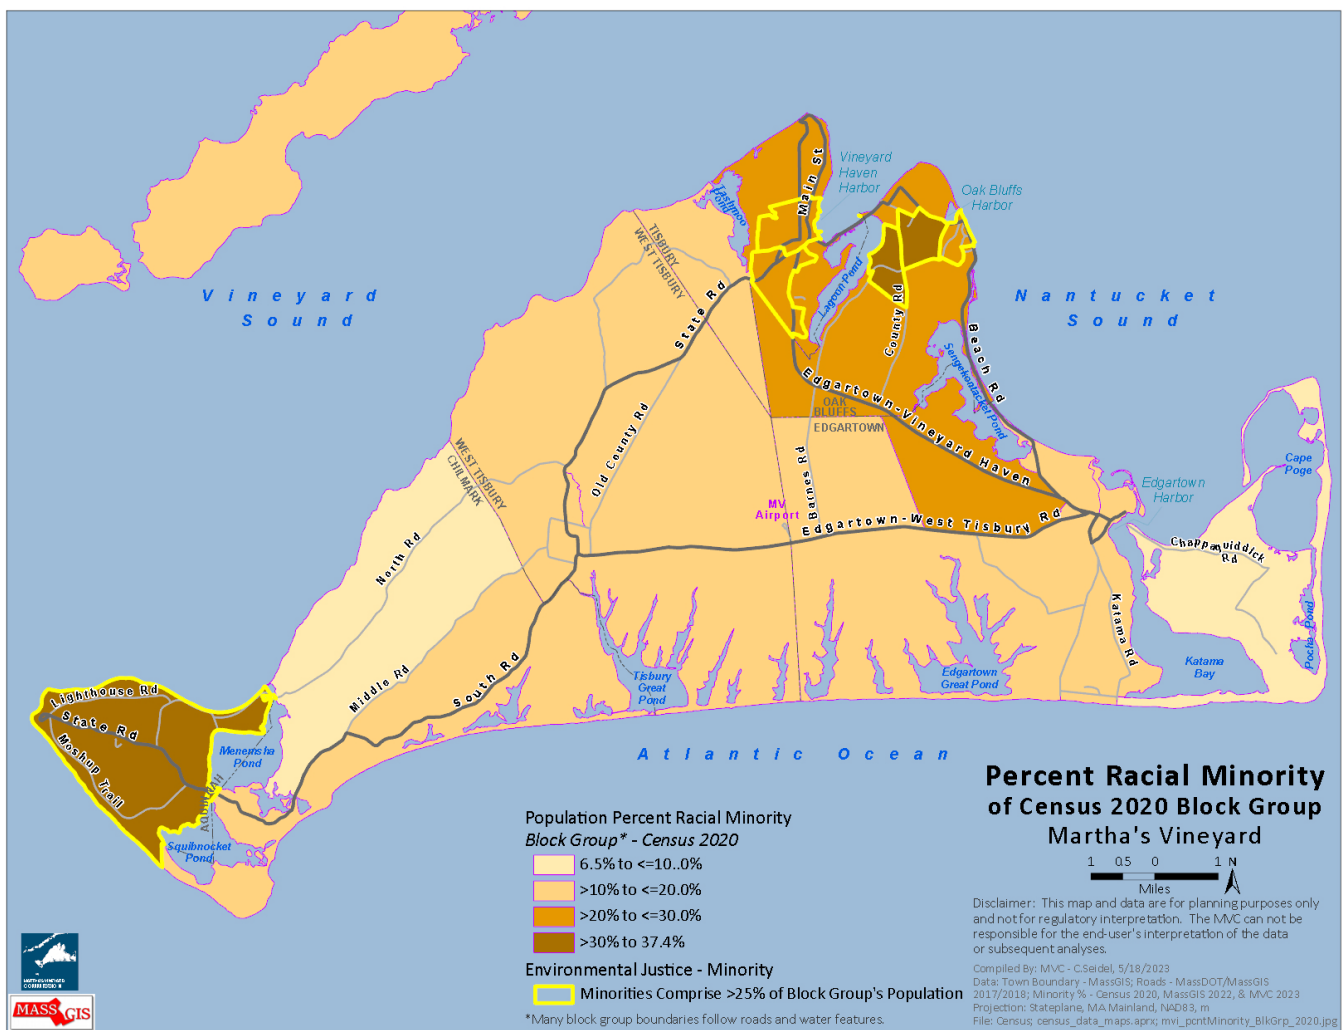 Vineyard
Haven
Harbor
Oak Bluffs
Harbor
Main St
Tashmoo
Pond
TISBURY
WEST TISBURY
Vineyard
Sound
Nantucket
Sound
Lagoon Pond
State Rd
County Rd
Beach Rd
Sengekontacket Pond
Edgartown-Vineyard Haven
Rd
OAK
BLUFFS
EDGARTOWN
Old County Rd
Barnes Rd
MV
Airport
Edgartown-West Tisbury Rd
WEST TISBURY
CHILMARK
Cape
Poge
Edgartown
Harbor
Chappaquiddick
Rd
North Rd
Middle Rd
South Rd
Katama Rd
Pocha Pond
Katama
Bay
Tisbury
Great
Pond
Edgartown
Great Pond
Lighthouse Rd
State Rd
Moshup Trail
Menemsha
Pond
AQUINNAH
Squibnocket
Pond
Atlantic Ocean
Percent Racial Minority
of Census 2020 Block Group
Martha's Vineyard
1 0.5 0 1 N
Miles
Population Percent Racial Minority
Block Group* - Census 2020
6.5% to <=10..0%
>10% to <=20.0%
>20% to <=30.0%
>30% to 37.4%
Environmental Justice - Minority
Minorities Comprise >25% of Block Group's Population
*Many block group boundaries follow roads and water features.
Disclaimer: This map and data are for planning purposes only
and not for regulatory interpretation. The MVC can not be
responsible for the end-user's interpretation of the data
or subsequent analyses.
Compiled By: MVC - C.Seidel, 5/18/2023
Data: Town Boundary - MassGIS; Roads - MassDOT/MassGIS
2017/2018; Minority % - Census 2020, MassGIS 2022, & MVC 2023
Projection: Stateplane, MA Mainland, NAD83, m
File: Census; census_data_maps.aprx; mvi_pcntMinority_BlkGrp_2020.jpg
MARTHA'S VINEYARD
COMMISSION
MASS GIS